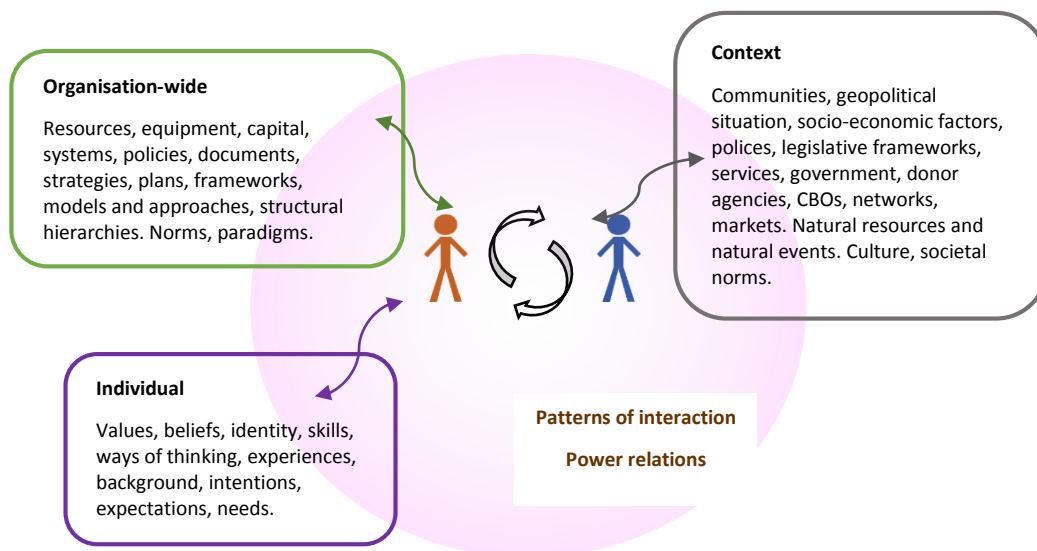 Organisation-wide
Resources, equipment, capital,
systems, policies, documents,
strategies, plans, frameworks,
models and approaches, structural
hierarchies. Norms, paradigms.
Context
Communities, geopolitical
situation, socio-economic factors,
polices, legislative frameworks,
services, government, donor
agencies, CBOs, networks,
markets. Natural resources and
natural events. Culture, societal
norms.
Individual
Values, beliefs, identity, skills,
ways of thinking, experiences,
background, intentions,
expectations, needs.
Patterns of interaction
Power relations